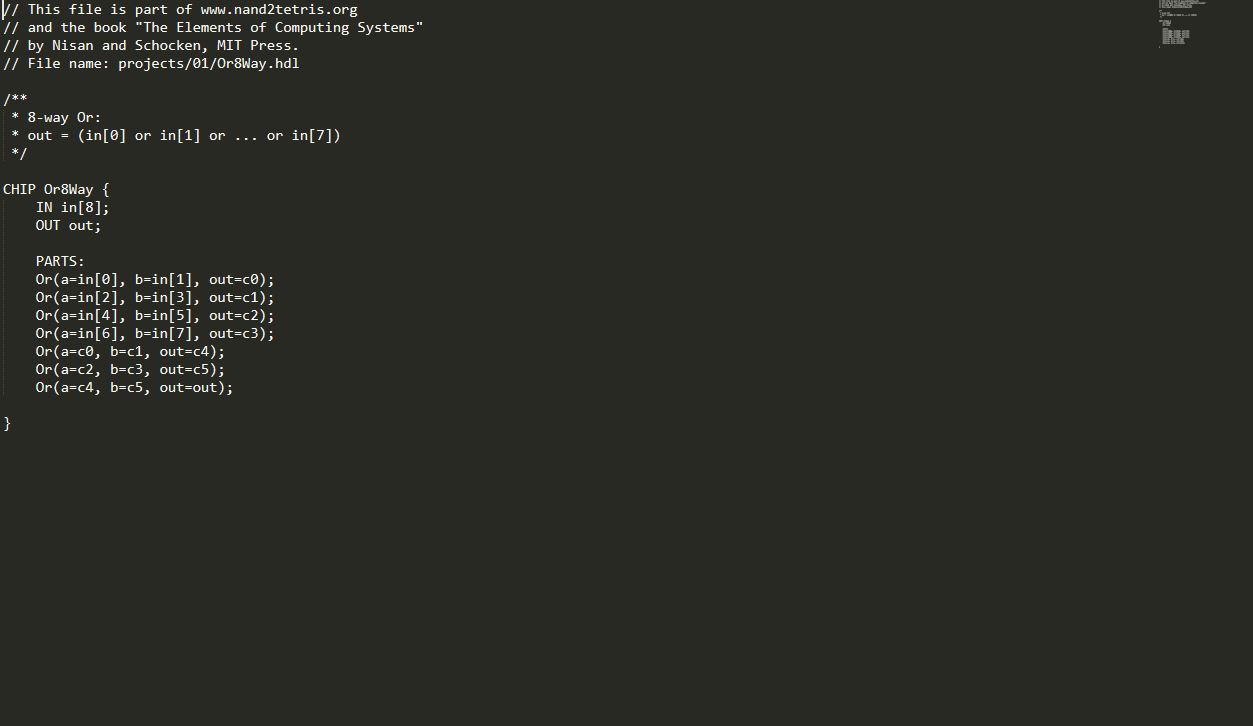 // This file is part of www.nand2tetris.org
// and the book "The Elements of Computing Systems"
// by Nisan and Schocken, MIT Press.
// File name: projects/01/Or8Way.hdl

/**
 * 8-way Or:
 * out = (in[0] or in[1] or ... or in[7])
 */

CHIP Or8Way {
    IN in[8];
    OUT out;

    PARTS:
    Or(a=in[0], b=in[1], out=c0);
    Or(a=in[2], b=in[3], out=c1);
    Or(a=in[4], b=in[5], out=c2);
    Or(a=in[6], b=in[7], out=c3);
    Or(a=c0, b=c1, out=c4);
    Or(a=c2, b=c3, out=c5);
    Or(a=c4, b=c5, out=out);

}